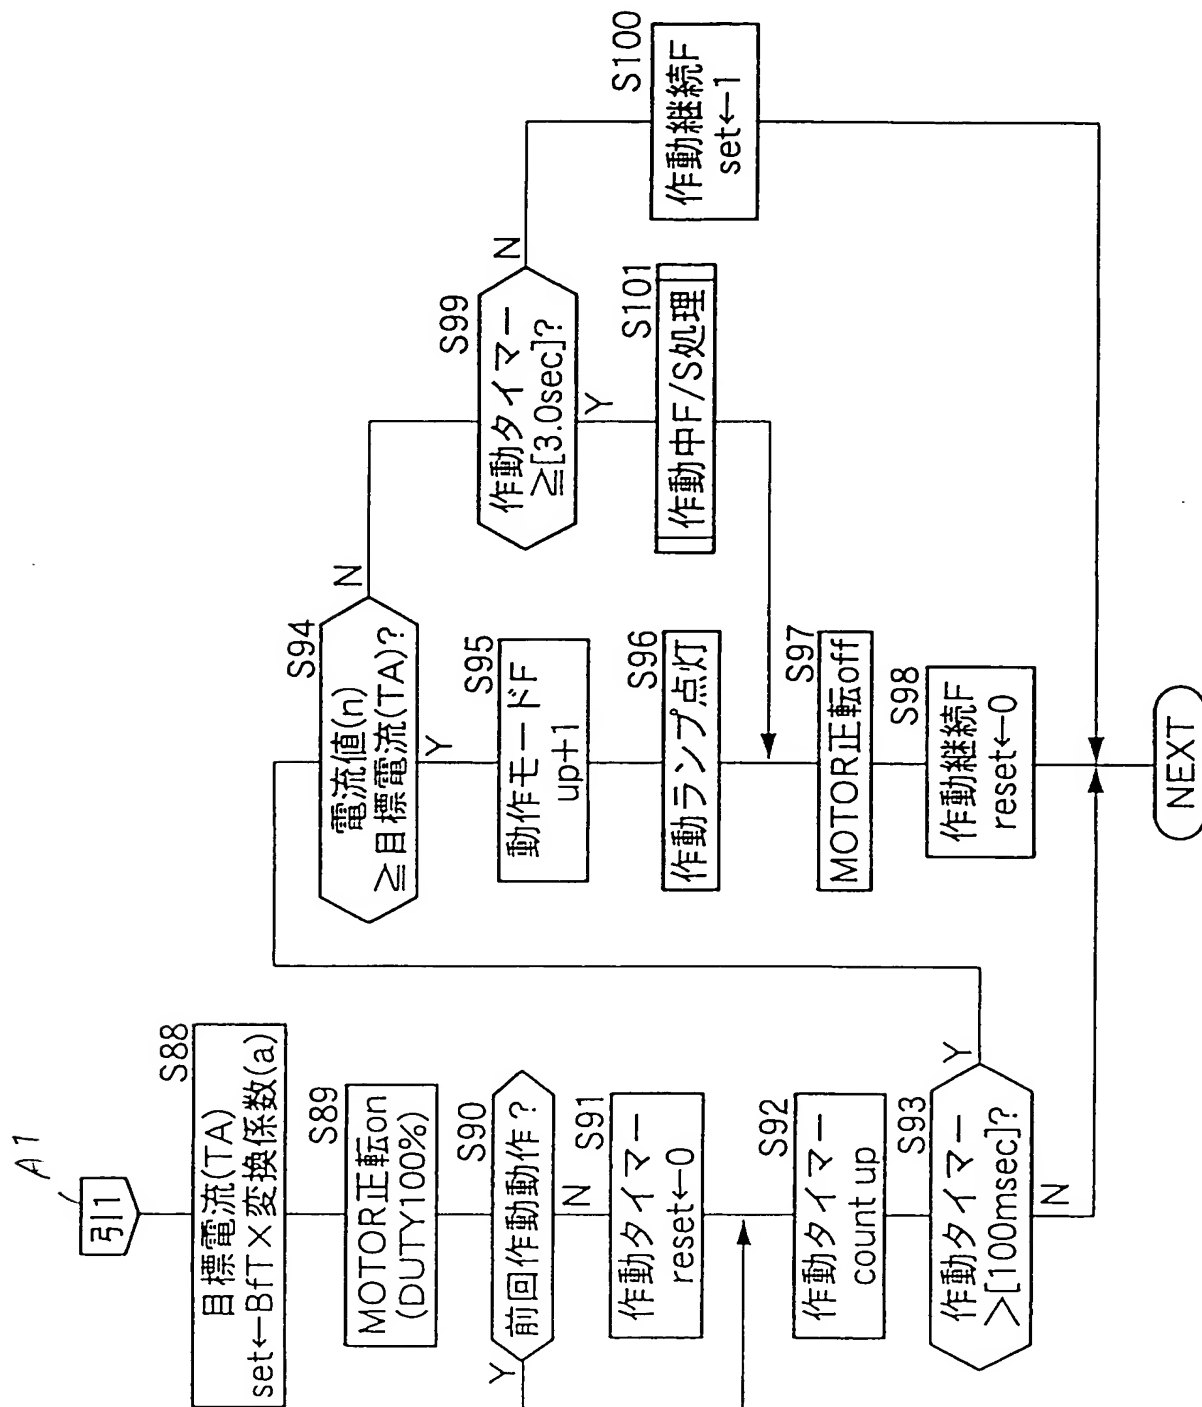 A1
引1
S88
目標電流(TA)
set←BfT×変換係数(a)
S89
MOTOR正転on
(DUTY100%)
S90
前回作動動作?
Y
N
S91
作動タイマー
reset←0
S92
作動タイマー
count up
S93
作動タイマー
>[100msec]?
Y
N
S94
電流値(n)
≧目標電流(TA)?
N
Y
S95
動作モードF
up+1
S96
作動ランプ点灯
S97
MOTOR正転off
S98
作動継続F
reset←0
S99
作動タイマー
≧[3.0sec]?
N
Y
S101
作動中F/S処理
S100
作動継続F
set←1
NEXT